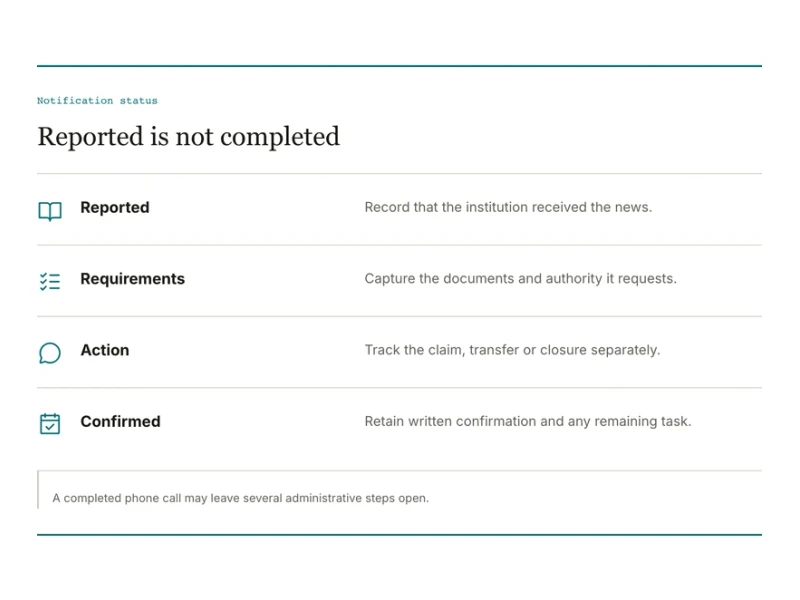 Notification status
Reported is not completed
Reported
Record that the institution received the news.
Requirements
Capture the documents and authority it requests.
Action
Track the claim, transfer or closure separately.
Confirmed
Retain written confirmation and any remaining task.
A completed phone call may leave several administrative steps open.